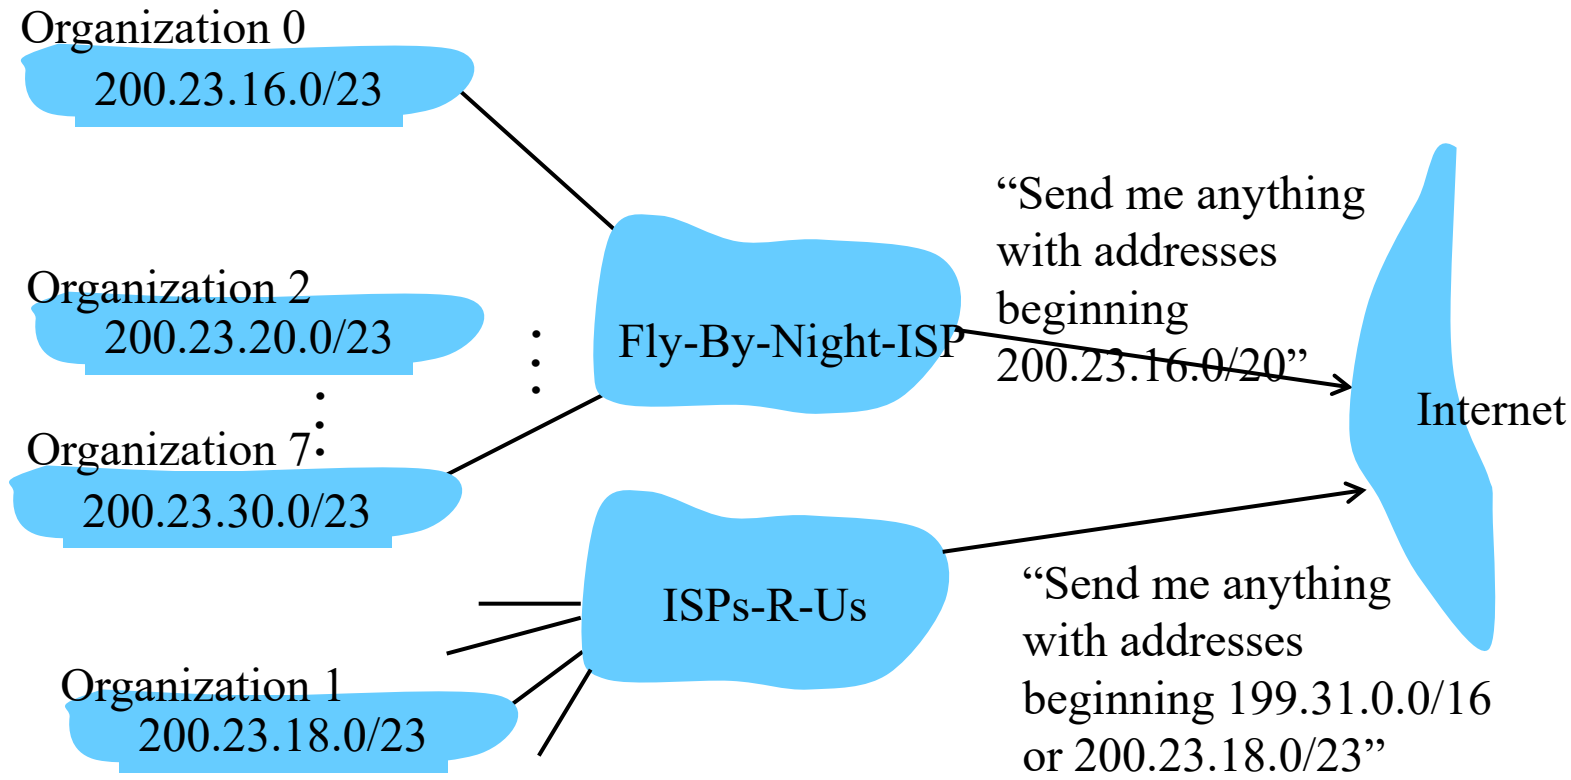 Organization 0
200.23.16.0/23
Organization 2
200.23.20.0/23
Organization 7
200.23.30.0/23
Fly-By-Night-ISP
“Send me anything
with addresses
beginning
200.23.16.0/20”
Internet
ISPs-R-Us
Organization 1
200.23.18.0/23
“Send me anything
with addresses
beginning 199.31.0.0/16
or 200.23.18.0/23”